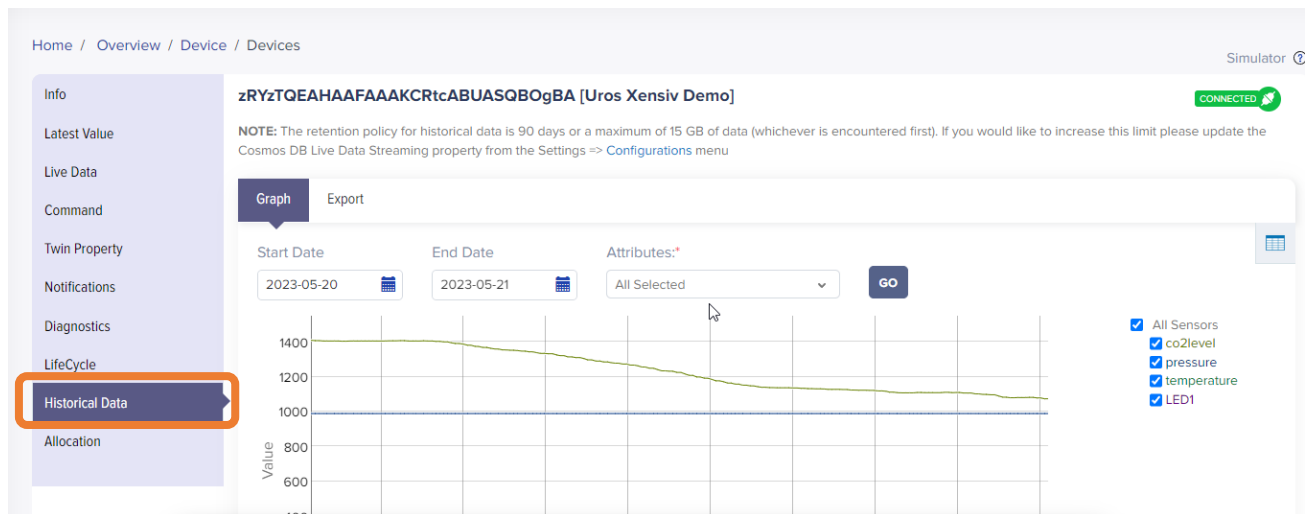 Home / Overview / Device / Devices
Simulator
Info
Latest Value
Live Data
Command
Twin Property
Notifications
Diagnostics
LifeCycle
Historical Data
Allocation
zRYzTQEAHAAFAAAKCRtcABUASQBOgBA [Uros Xensiv Demo]
CONNECTED
NOTE: The retention policy for historical data is 90 days or a maximum of 15 GB of data (whichever is encountered first). If you would like to increase this limit please update the
Cosmos DB Live Data Streaming property from the Settings => Configurations menu
Graph Export
Start Date End Date Attributes:*
2023-05-20 2023-05-21 All Selected GO
1400
1200
1000
800
600
Value
All Sensors
co2level
pressure
temperature
LED1